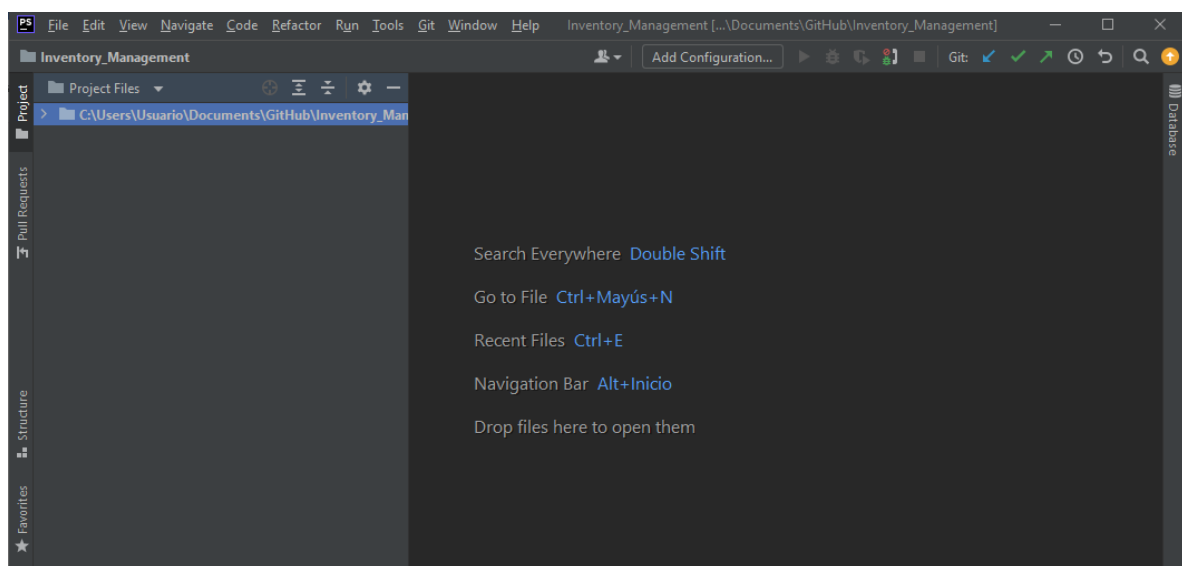 PS File Edit View Navigate Code Refactor Run Tools Git Window Help Inventory_Management [...\Documents\GitHub\Inventory_Management]
Inventory_Management Add Configuration... Git:
Project Files
C:\Users\Usuario\Documents\GitHub\Inventory_Man
Project
Pull Requests
Structure
Favorites
Search Everywhere Double Shift
Go to File Ctrl+Mayús+N
Recent Files Ctrl+E
Navigation Bar Alt+Inicio
Drop files here to open them
Database